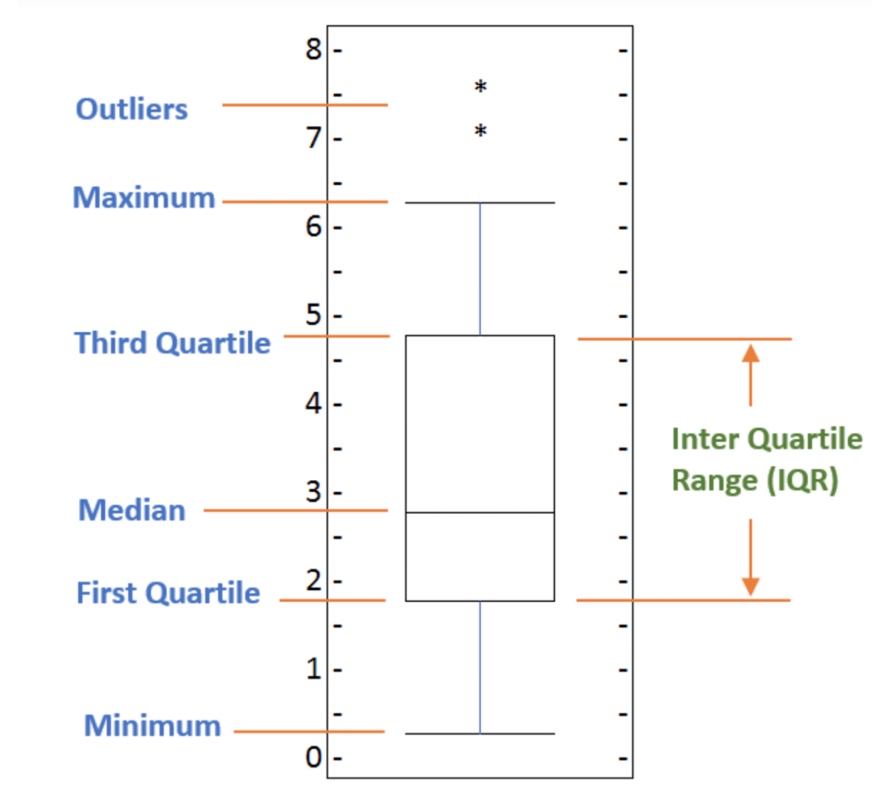 8
Outliers
7
Maximum
6
5
Third Quartile
4
Inter Quartile
Range (IQR)
3
Median
2
First Quartile
1
Minimum
0